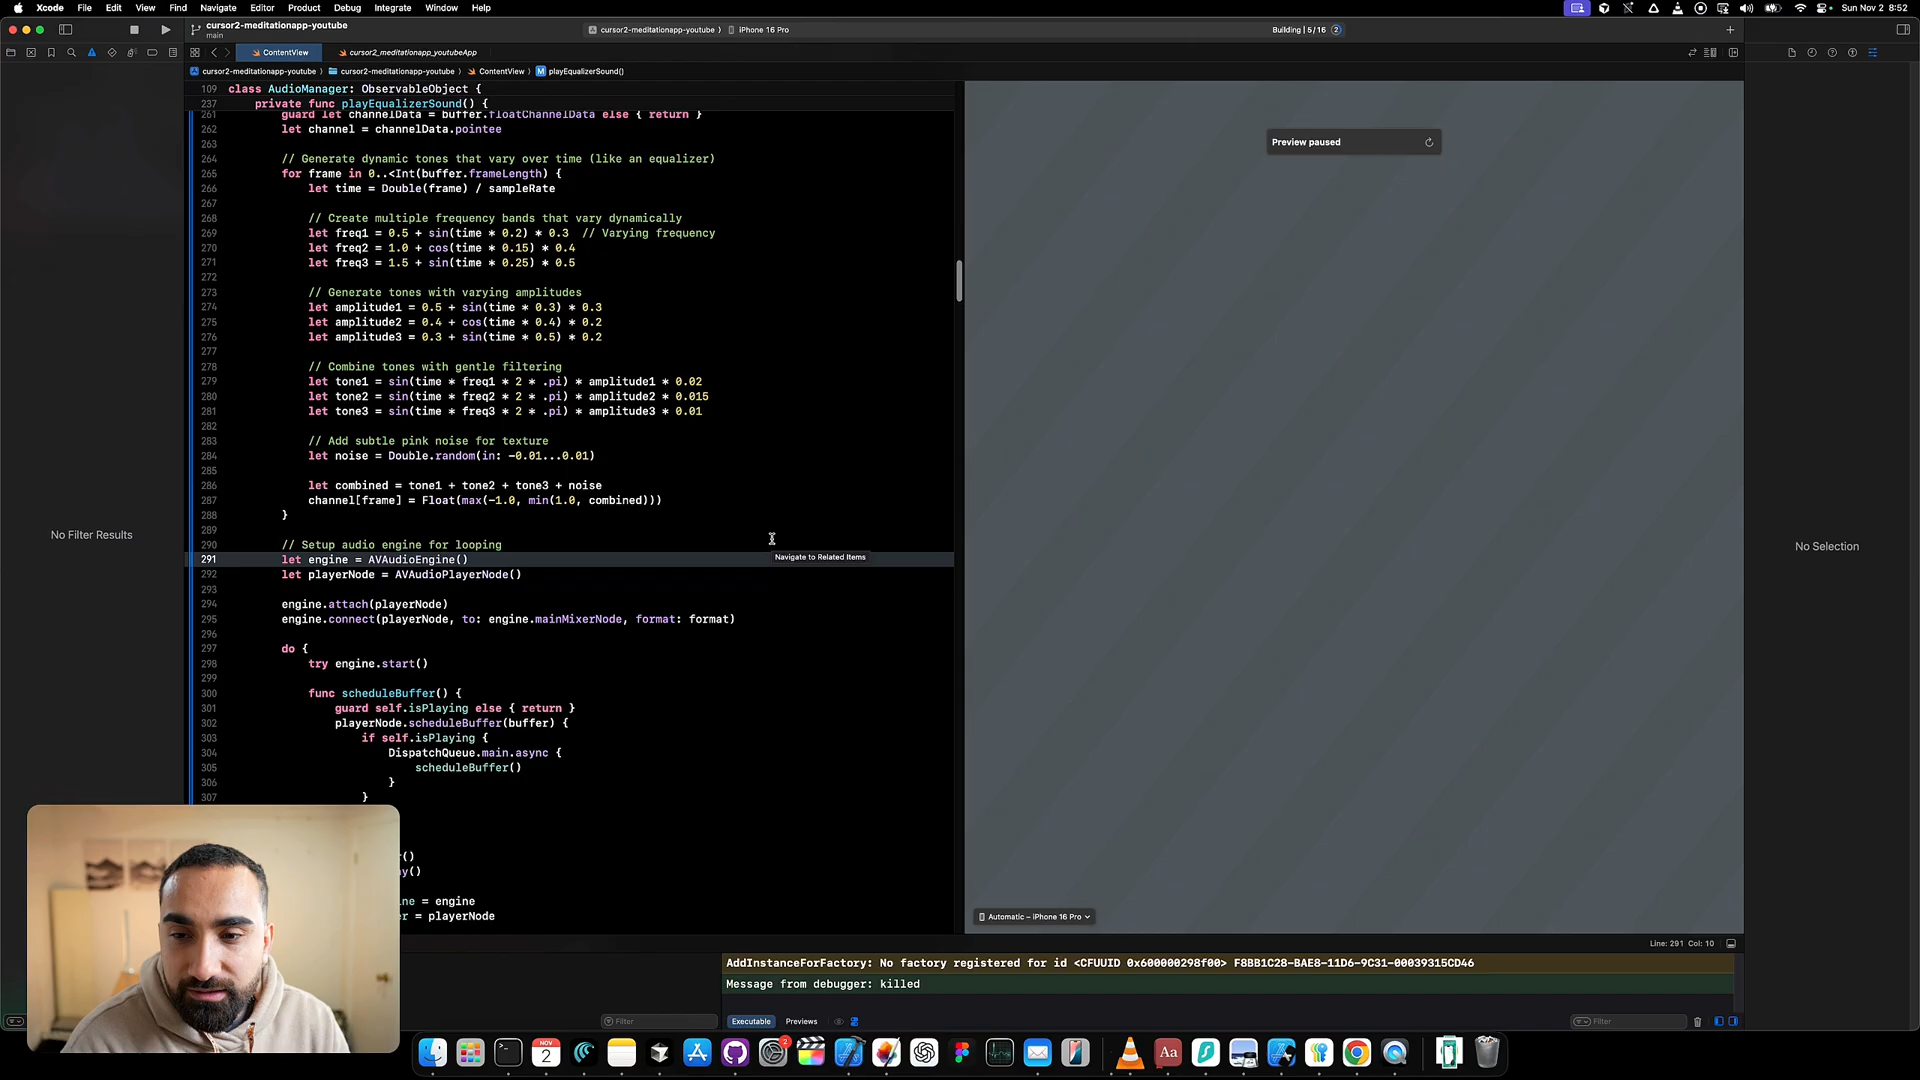 Xcode File Edit View Find Navigate Editor Product Debug Integrate Window Help
Sun Nov 2 8:52
cursor2-meditationapp-youtube
main
cursor2-meditationapp-youtube 〉 iPhone 16 Pro
Building | 5/16 2
ContentView
cursor2_meditationapp_youtubeApp
cursor2-meditationapp-youtube 〉 cursor2-meditationapp-youtube 〉 ContentView 〉 M playEqualizerSound()
109 class AudioManager: ObservableObject {
237 private func playEqualizerSound() {
261 guard let channelData = buffer.floatChannelData else { return }
262 let channel = channelData.pointee
263
264 // Generate dynamic tones that vary over time (like an equalizer)
265 for frame in 0..<Int(buffer.frameLength) {
266 let time = Double(frame) / sampleRate
267
268 // Create multiple frequency bands that vary dynamically
269 let freq1 = 0.5 + sin(time * 0.2) * 0.3 // Varying frequency
270 let freq2 = 1.0 + cos(time * 0.15) * 0.4
271 let freq3 = 1.5 + sin(time * 0.25) * 0.5
272
273 // Generate tones with varying amplitudes
274 let amplitude1 = 0.5 + sin(time * 0.3) * 0.3
275 let amplitude2 = 0.4 + cos(time * 0.4) * 0.2
276 let amplitude3 = 0.3 + sin(time * 0.5) * 0.2
277
278 // Combine tones with gentle filtering
279 let tone1 = sin(time * freq1 * 2 * .pi) * amplitude1 * 0.02
280 let tone2 = sin(time * freq2 * 2 * .pi) * amplitude2 * 0.015
281 let tone3 = sin(time * freq3 * 2 * .pi) * amplitude3 * 0.01
282
283 // Add subtle pink noise for texture
284 let noise = Double.random(in: -0.01...0.01)
285
286 let combined = tone1 + tone2 + tone3 + noise
287 channel[frame] = Float(max(-1.0, min(1.0, combined)))
288 }
289
290 // Setup audio engine for looping
291 let engine = AVAudioEngine()
292 let playerNode = AVAudioPlayerNode()
293
294 engine.attach(playerNode)
295 engine.connect(playerNode, to: engine.mainMixerNode, format: format)
296
297 do {
298 try engine.start()
299
300 func scheduleBuffer() {
301 guard self.isPlaying else { return }
302 playerNode.scheduleBuffer(buffer) {
303 if self.isPlaying {
304 DispatchQueue.main.async {
305 scheduleBuffer()
306 }
307 }
()
y()
ne = engine
r = playerNode
No Filter Results
Navigate to Related Items
Preview paused
No Selection
Automatic – iPhone 16 Pro
Line: 291 Col: 10
AddInstanceForFactory: No factory registered for id <CFUUID 0x600000298f00> F8BB1C28-BAE8-11D6-9C31-00039315CD46
Message from debugger: killed
Filter
Executable
Previews
Filter
NOV
2
2
Aa